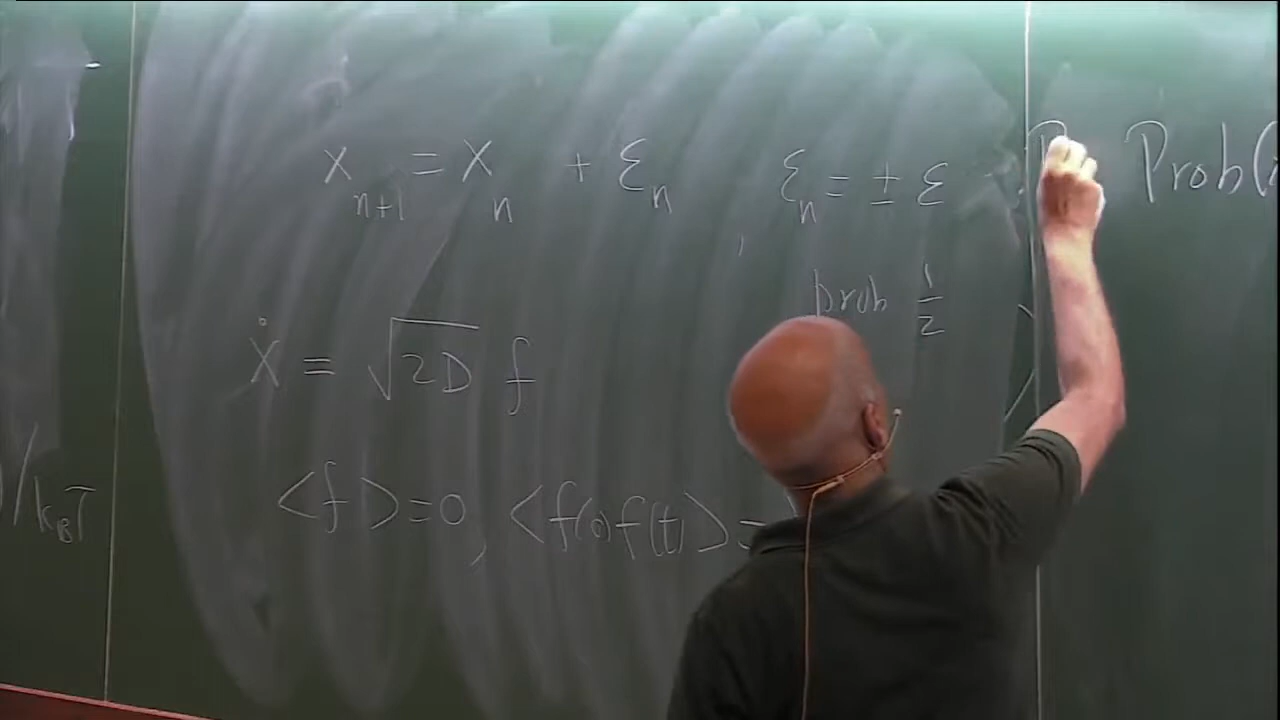 x_{n+1} = x_n + ε_n ε_n = ± ε Prob(
prob 1/2
ẋ = √2D f
<f> = 0, <f(0)f(t)> =
/k_BT